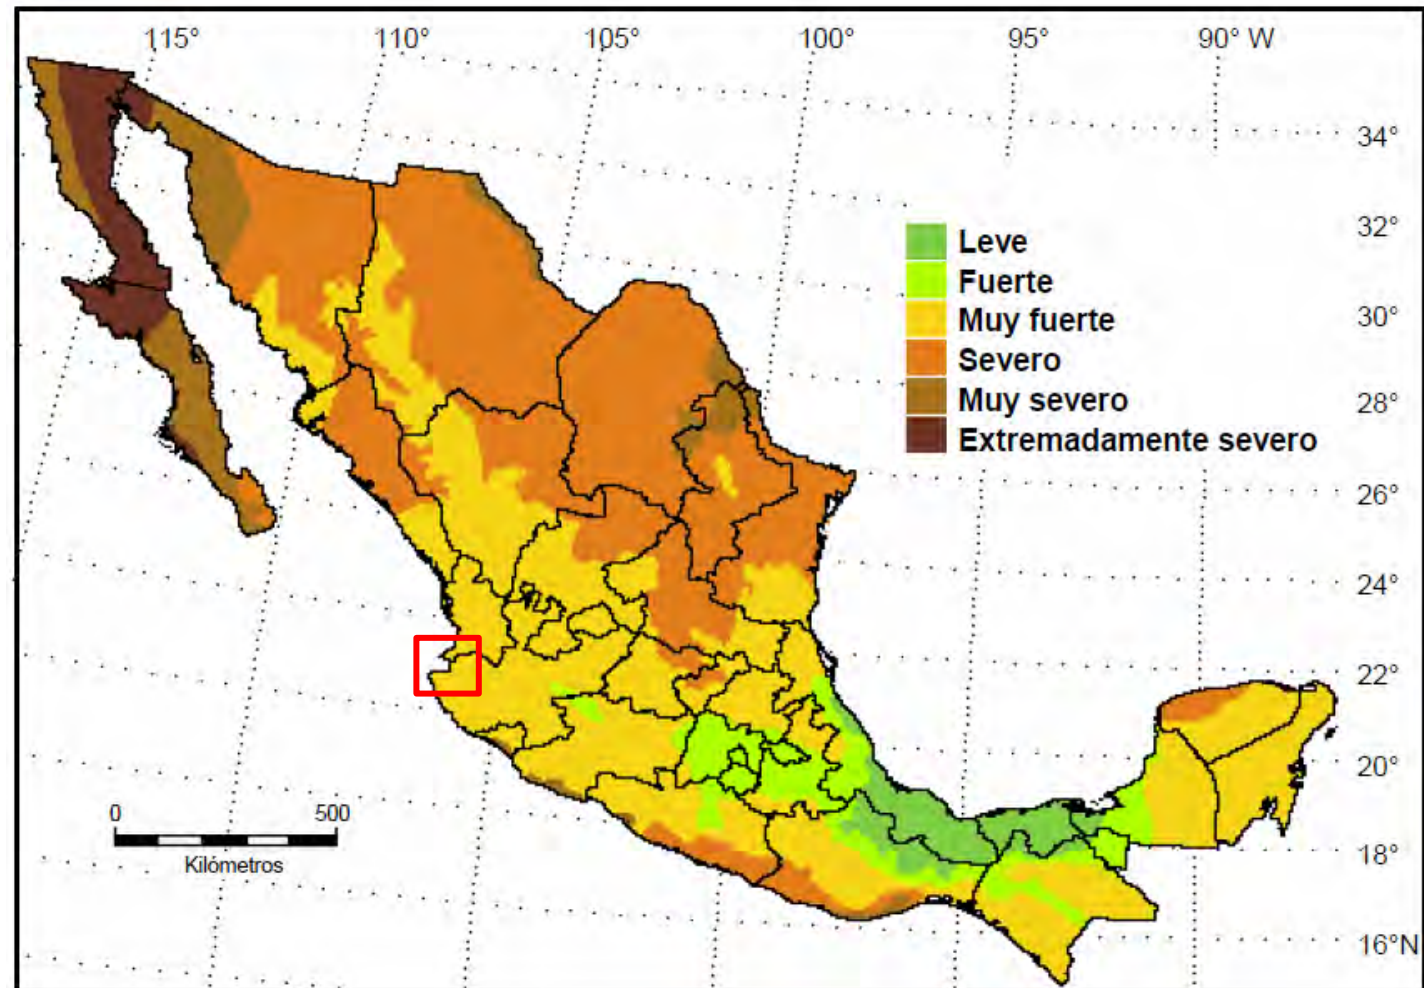 115° 110° 105° 100° 95° 90° W
34°
32°
Leve
Fuerte
30°
Muy fuerte
Severo
28°
Muy severo
Extremadamente severo
26°
24°
22°
20°
0 500
Kilómetros
18°
16°N